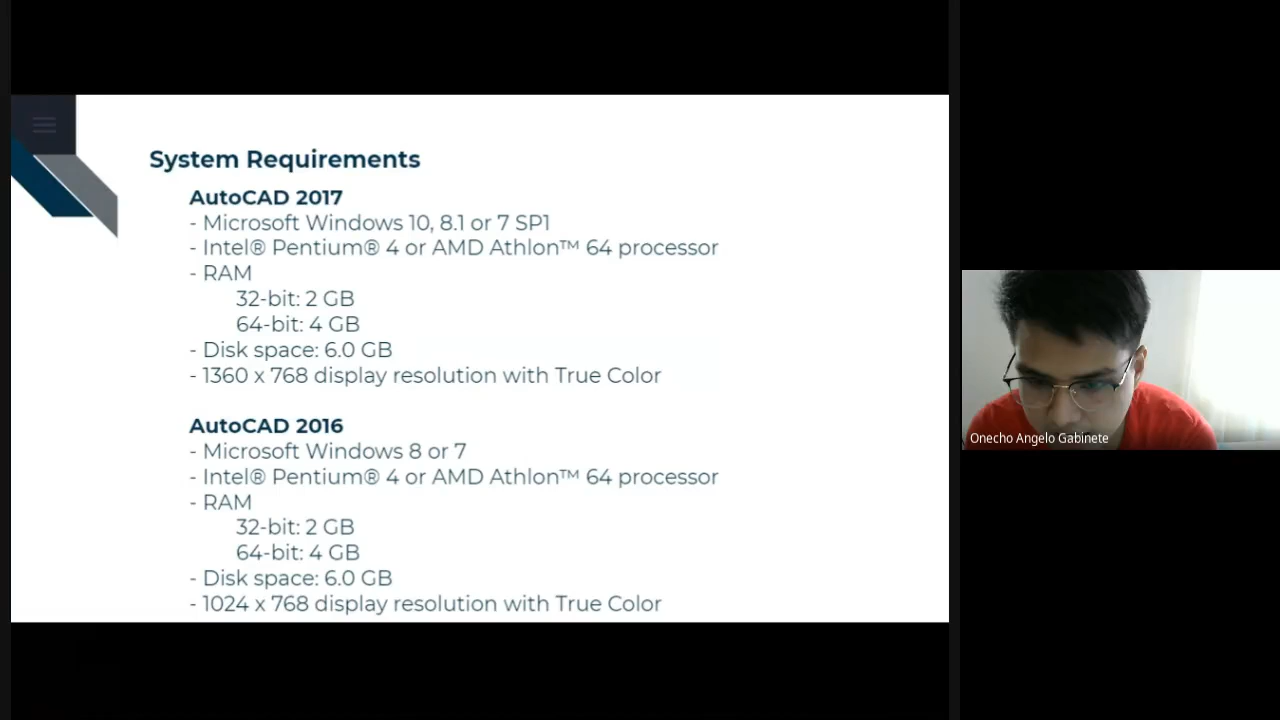 System Requirements
AutoCAD 2017
- Microsoft Windows 10, 8.1 or 7 SP1
- Intel® Pentium® 4 or AMD Athlon™ 64 processor
- RAM
32-bit: 2 GB
64-bit: 4 GB
- Disk space: 6.0 GB
- 1360 x 768 display resolution with True Color
AutoCAD 2016
- Microsoft Windows 8 or 7
- Intel® Pentium® 4 or AMD Athlon™ 64 processor
- RAM
32-bit: 2 GB
64-bit: 4 GB
- Disk space: 6.0 GB
- 1024 x 768 display resolution with True Color
Onecho Angelo Gabinete